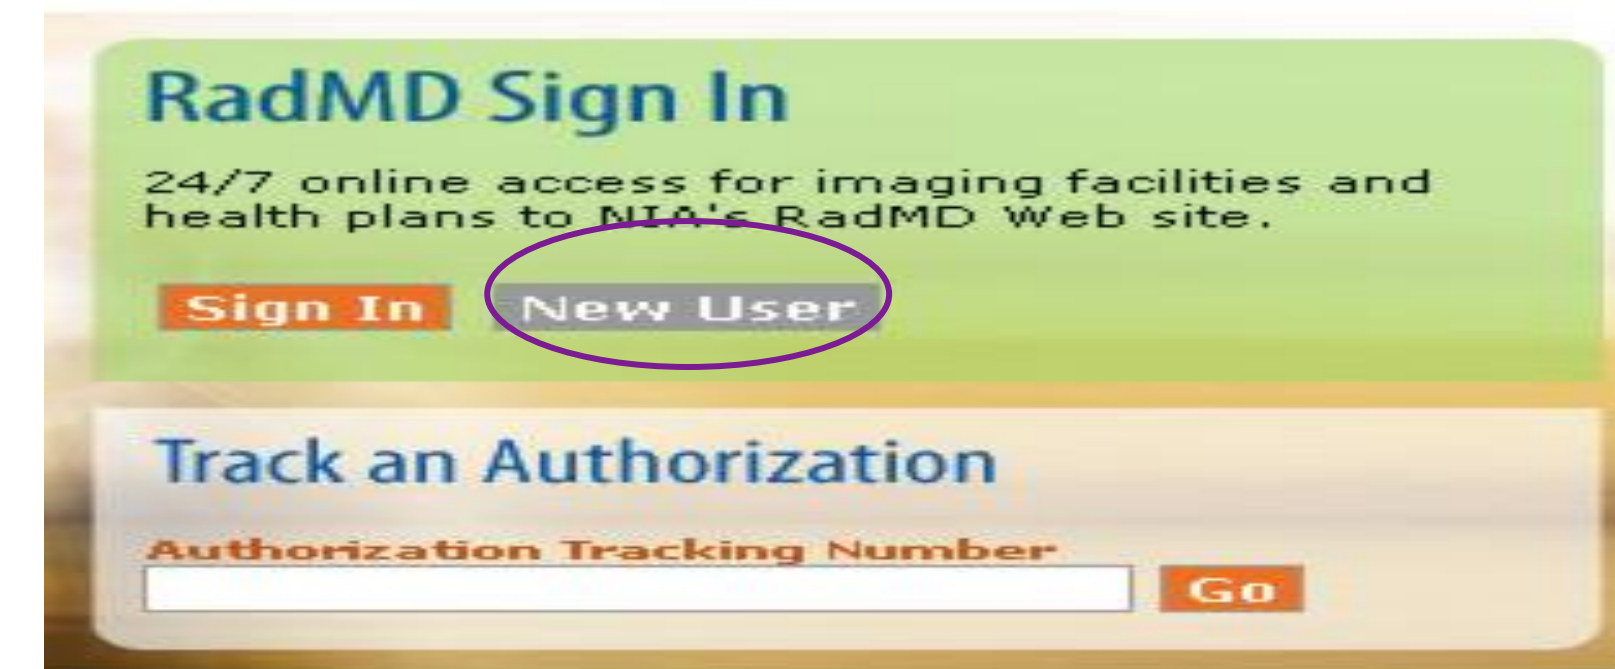 RadMD Sign In
24/7 online access for imaging facilities and
health plans to NIA's RadMD Web site.
Sign In New User
Track an Authorization
Authorization Tracking Number
Go